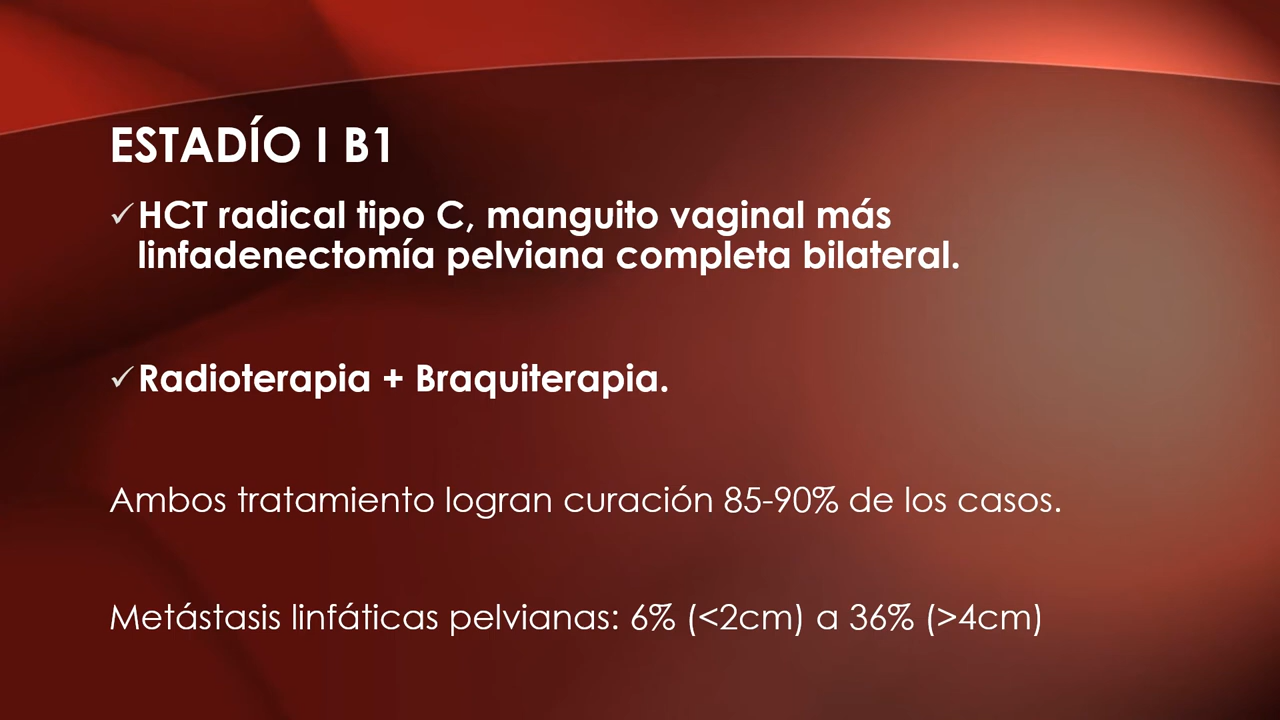 ESTADÍO I B1
✓HCT radical tipo C, manguito vaginal más
linfadenectomía pelviana completa bilateral.
✓Radioterapia + Braquiterapia.
Ambos tratamiento logran curación 85-90% de los casos.
Metástasis linfáticas pelvianas: 6% (<2cm) a 36% (>4cm)